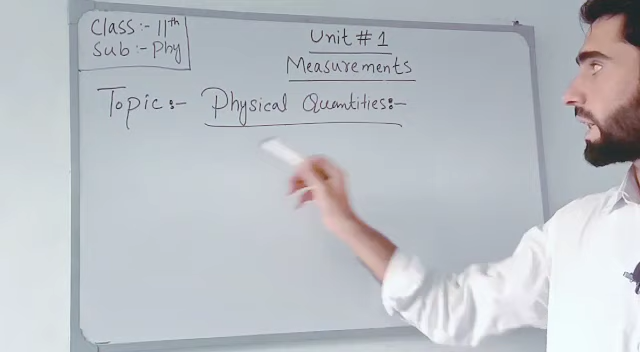 Class:- 11th
Sub:- Phy
Unit # 1
Measurements
Topic:- Physical Quantities:-